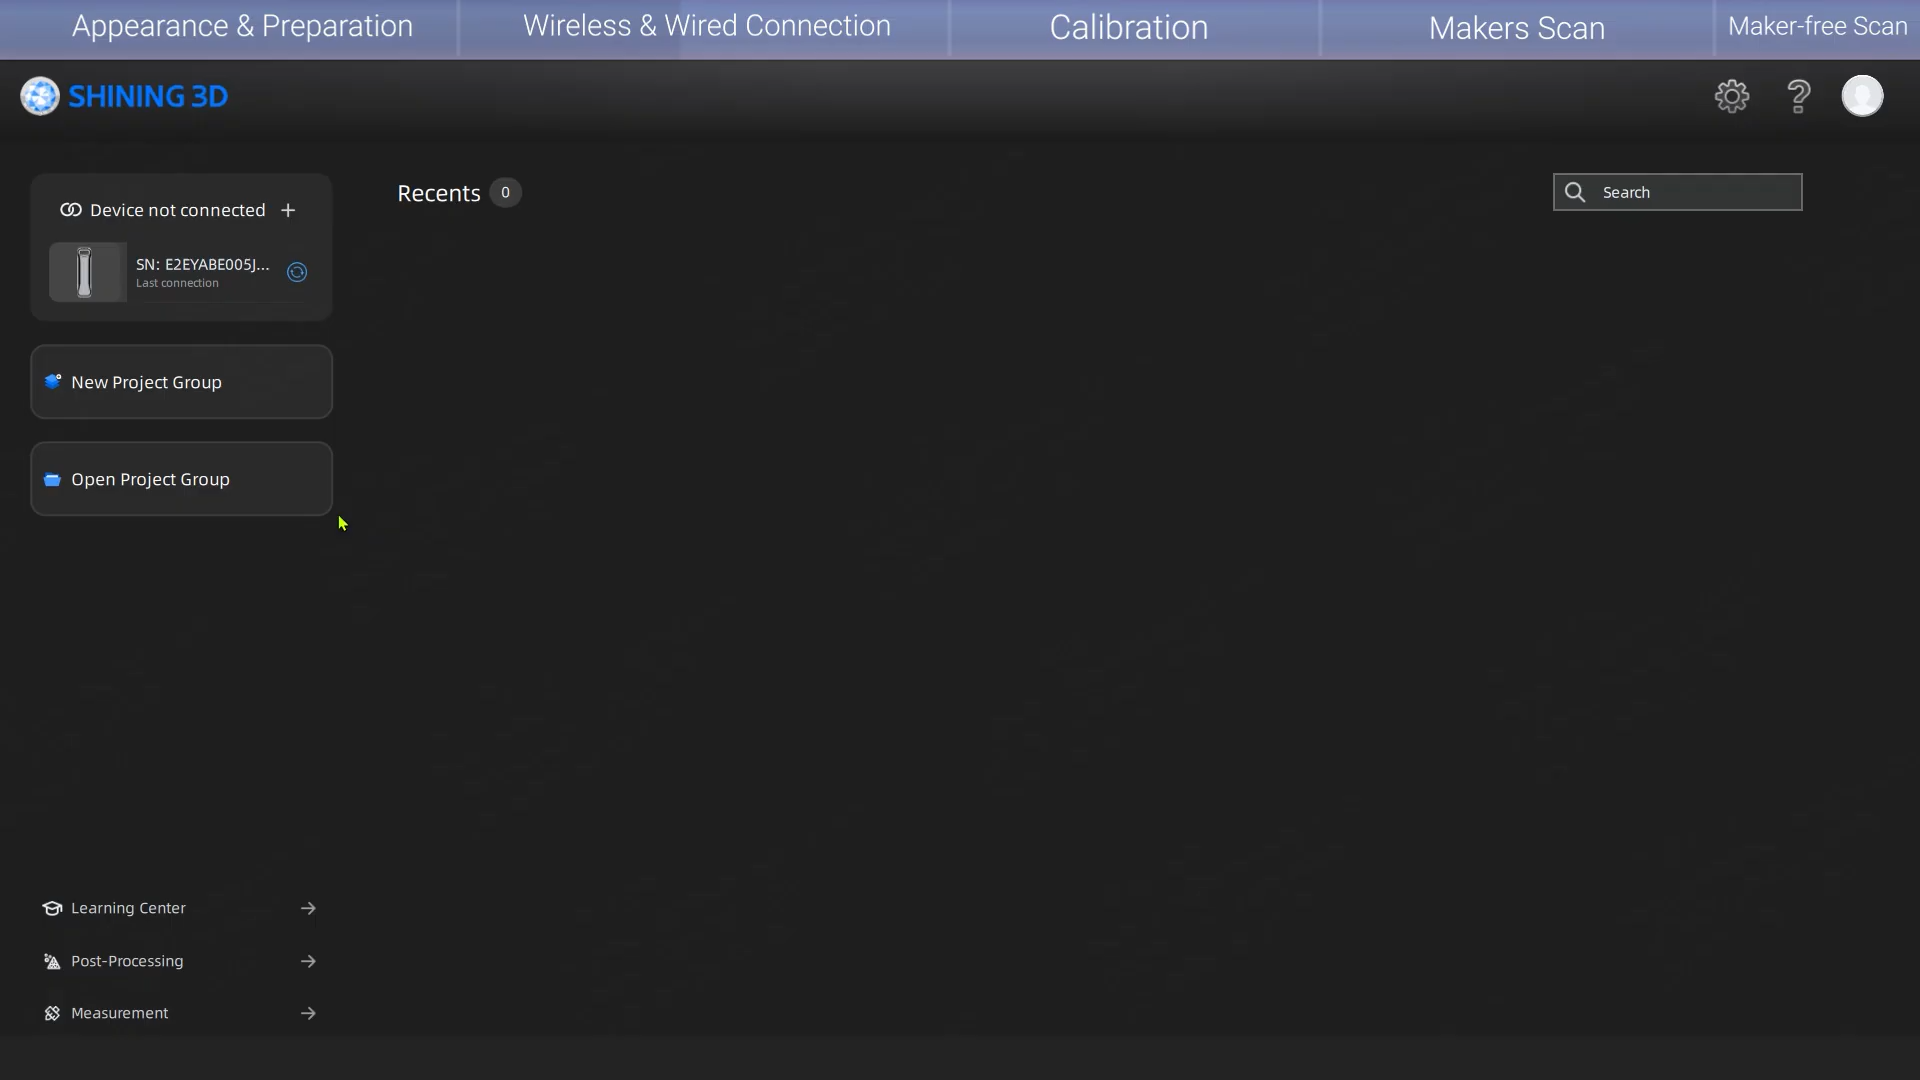 Appearance & Preparation
Wireless & Wired Connection
Calibration
Makers Scan
Maker-free Scan
SHINING 3D
Device not connected
SN: E2EYABE005J...
Last connection
New Project Group
Open Project Group
Recents 0
Search
Learning Center
Post-Processing
Measurement